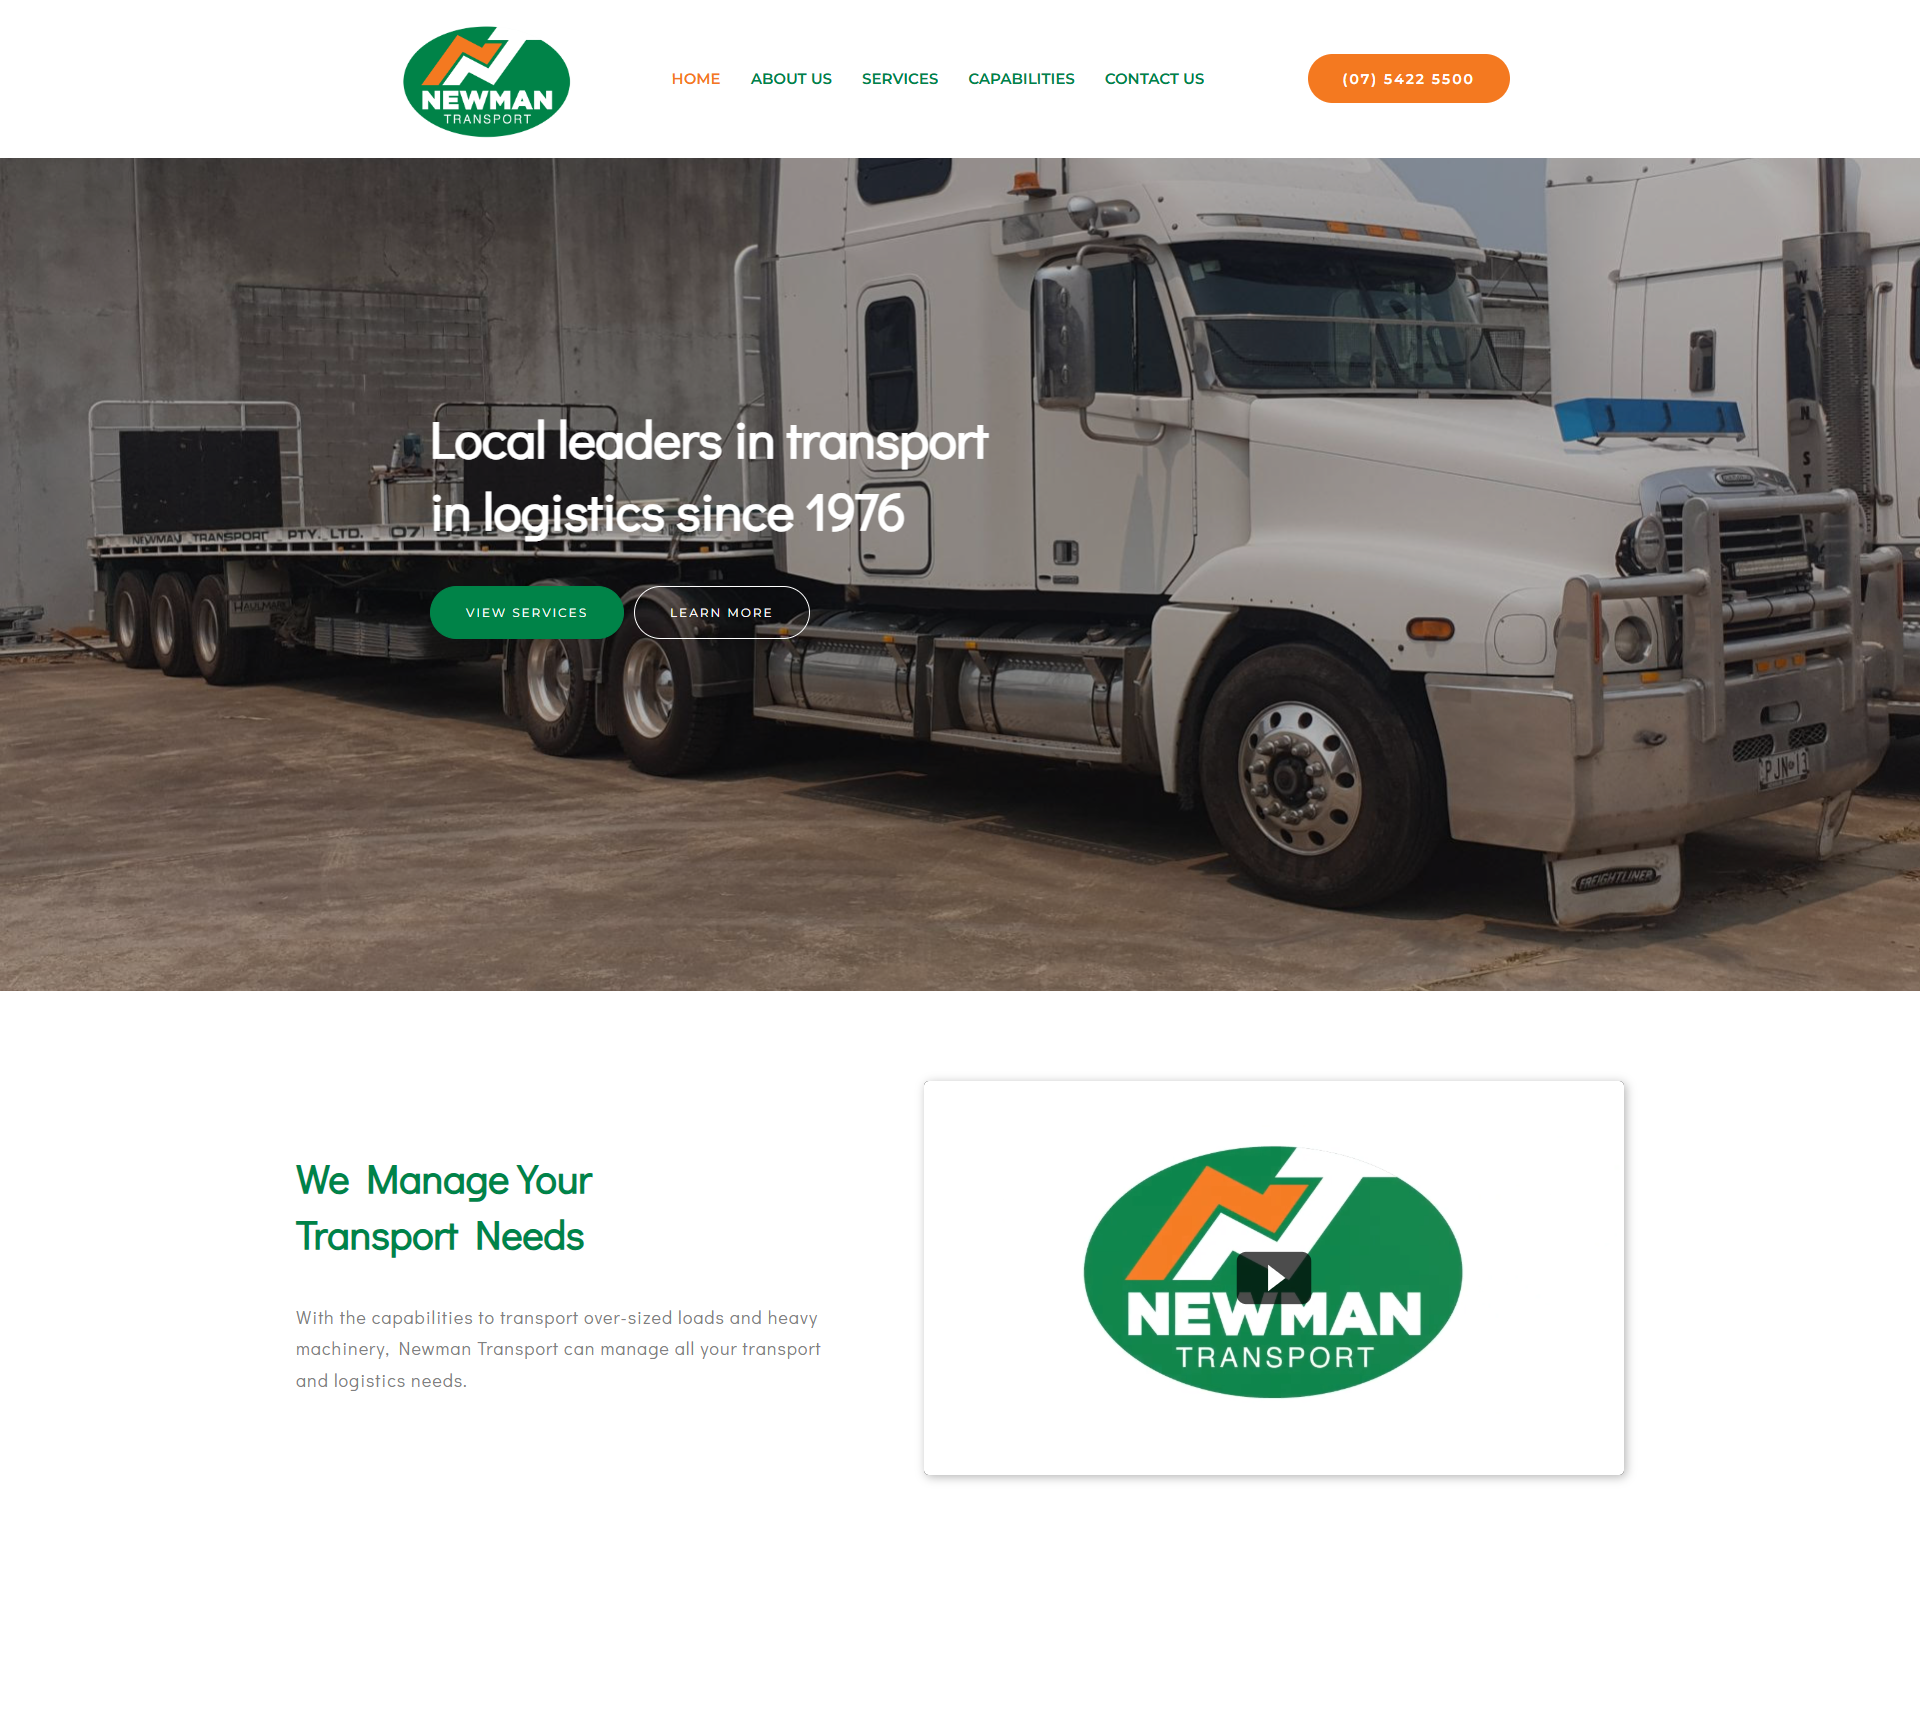 NEWMAN
TRANSPORT
HOME
ABOUT US
SERVICES
CAPABILITIES
CONTACT US
(07) 5422 5500
Local leaders in transport
in logistics since 1976
VIEW SERVICES
LEARN MORE
NEWMAN TRANSPORT PTY. LTD. 07
HAULMARK
FREIGHTLINER
We Manage Your
Transport Needs
With the capabilities to transport over-sized loads and heavy
machinery, Newman Transport can manage all your transport
and logistics needs.
NEWMAN
TRANSPORT